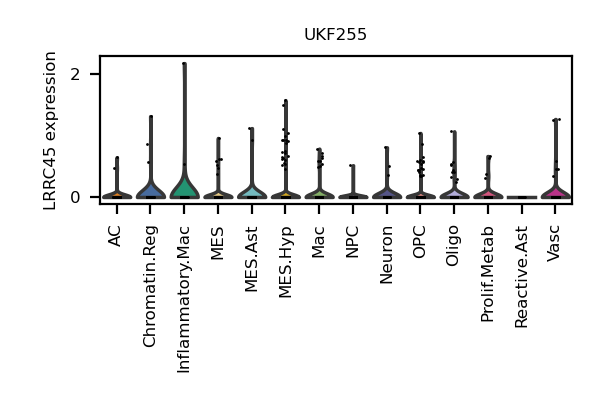 UKF255
LRRC45 expression
2
0
AC
Chromatin.Reg
Inflammatory.Mac
MES
MES.Ast
MES.Hyp
Mac
NPC
Neuron
OPC
Oligo
Prolif.Metab
Reactive.Ast
Vasc